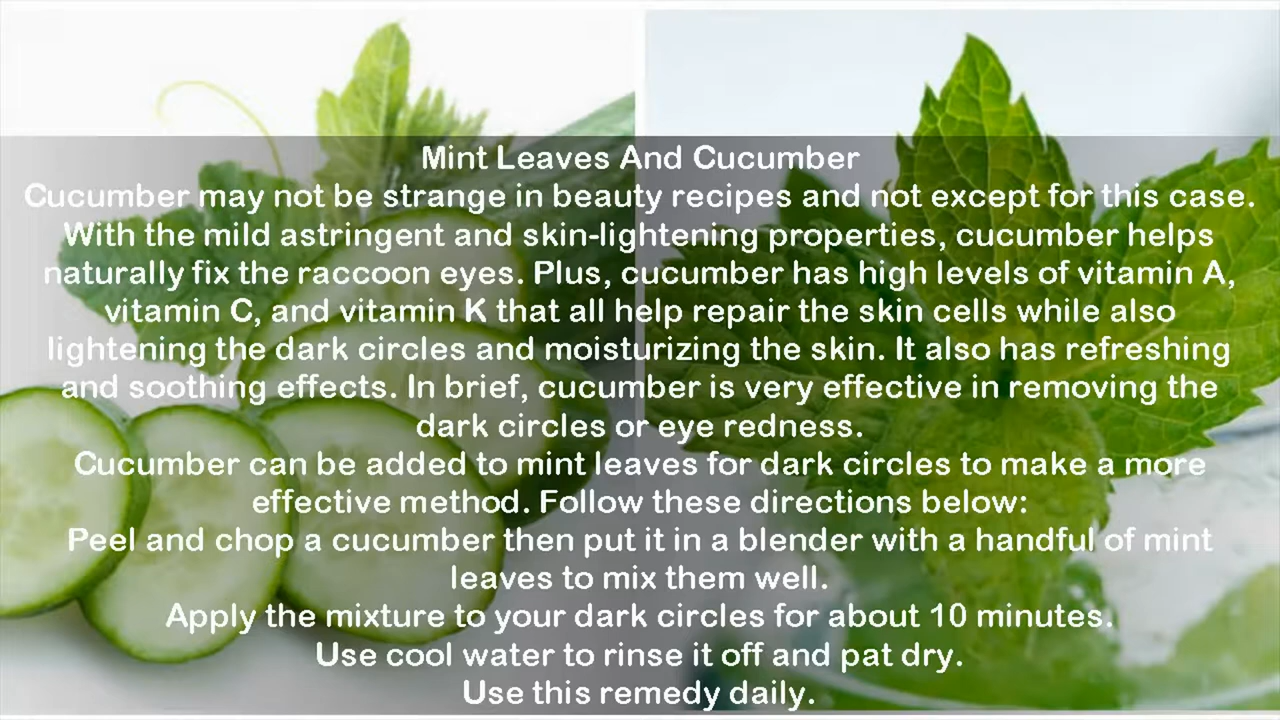 Mint Leaves And Cucumber
Cucumber may not be strange in beauty recipes and not except for this case.
With the mild astringent and skin-lightening properties, cucumber helps
naturally fix the raccoon eyes. Plus, cucumber has high levels of vitamin A,
vitamin C, and vitamin K that all help repair the skin cells while also
lightening the dark circles and moisturizing the skin. It also has refreshing
and soothing effects. In brief, cucumber is very effective in removing the
dark circles or eye redness.
Cucumber can be added to mint leaves for dark circles to make a more
effective method. Follow these directions below:
Peel and chop a cucumber then put it in a blender with a handful of mint
leaves to mix them well.
Apply the mixture to your dark circles for about 10 minutes.
Use cool water to rinse it off and pat dry.
Use this remedy daily.